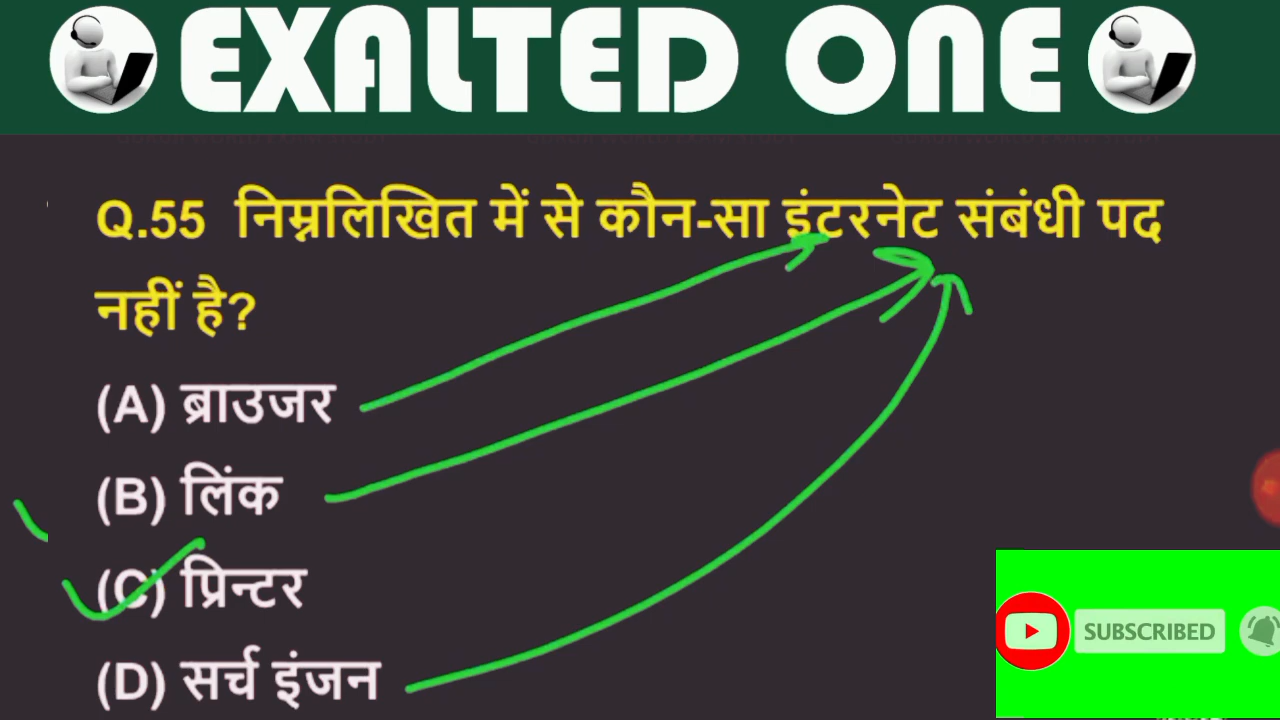 EXALTED ONE
Q.55 निम्नलिखित में से कौन-सा इंटरनेट संबंधी पद
नहीं है?
(A) ब्राउजर
(B) लिंक
(C) प्रिन्टर
(D) सर्च इंजन
SUBSCRIBED